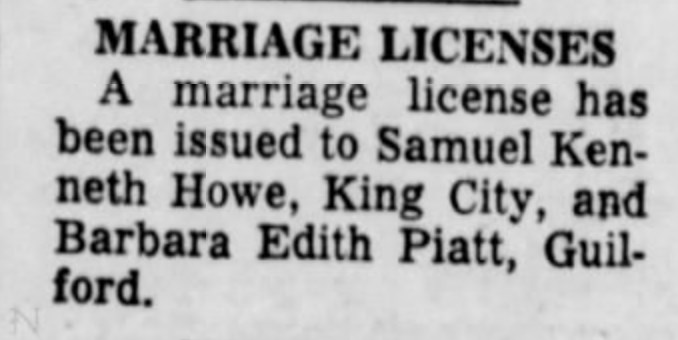 MARRIAGE LICENSES
A marriage license has
been issued to Samuel Ken-
neth Howe, King City, and
Barbara Edith Piatt, Guil-
ford.
N